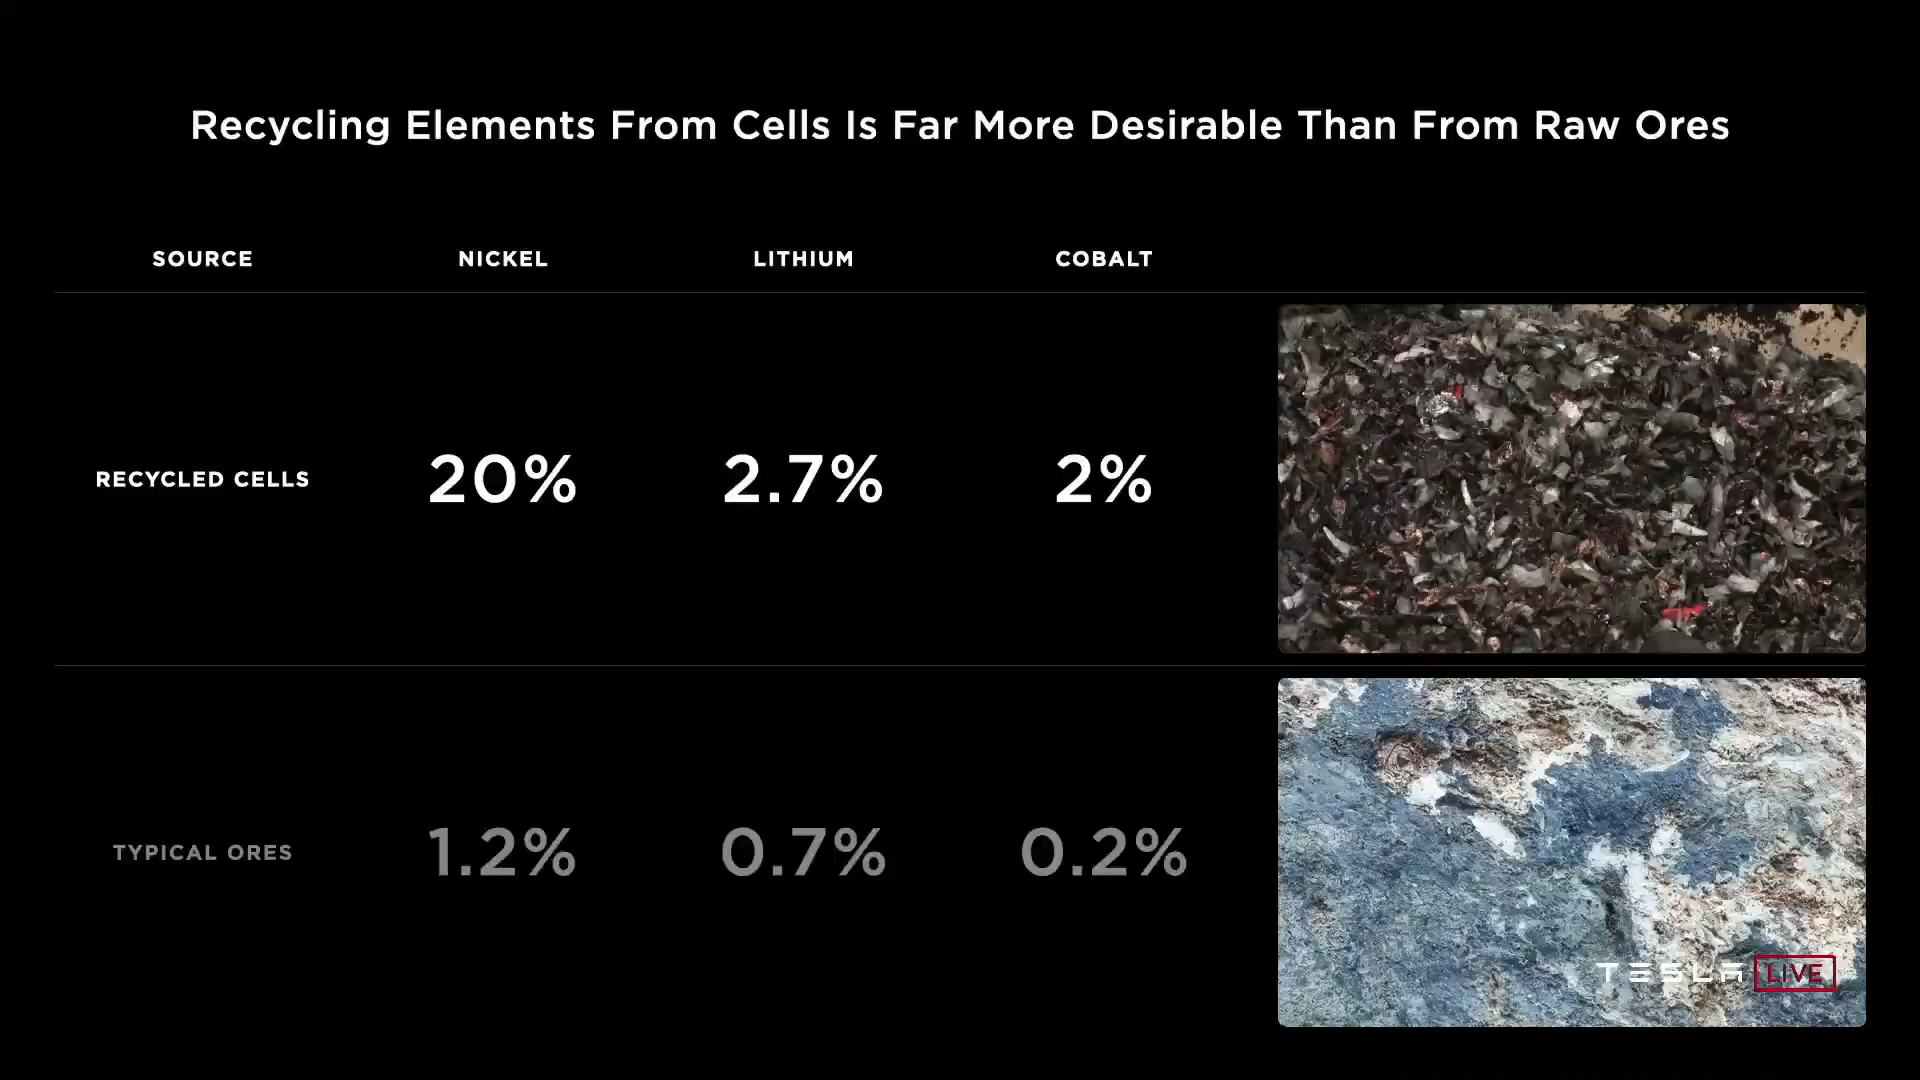 Recycling Elements From Cells Is Far More Desirable Than From Raw Ores
SOURCE NICKEL LITHIUM COBALT
RECYCLED CELLS 20% 2.7% 2%
TYPICAL ORES 1.2% 0.7% 0.2%
TESLA LIVE